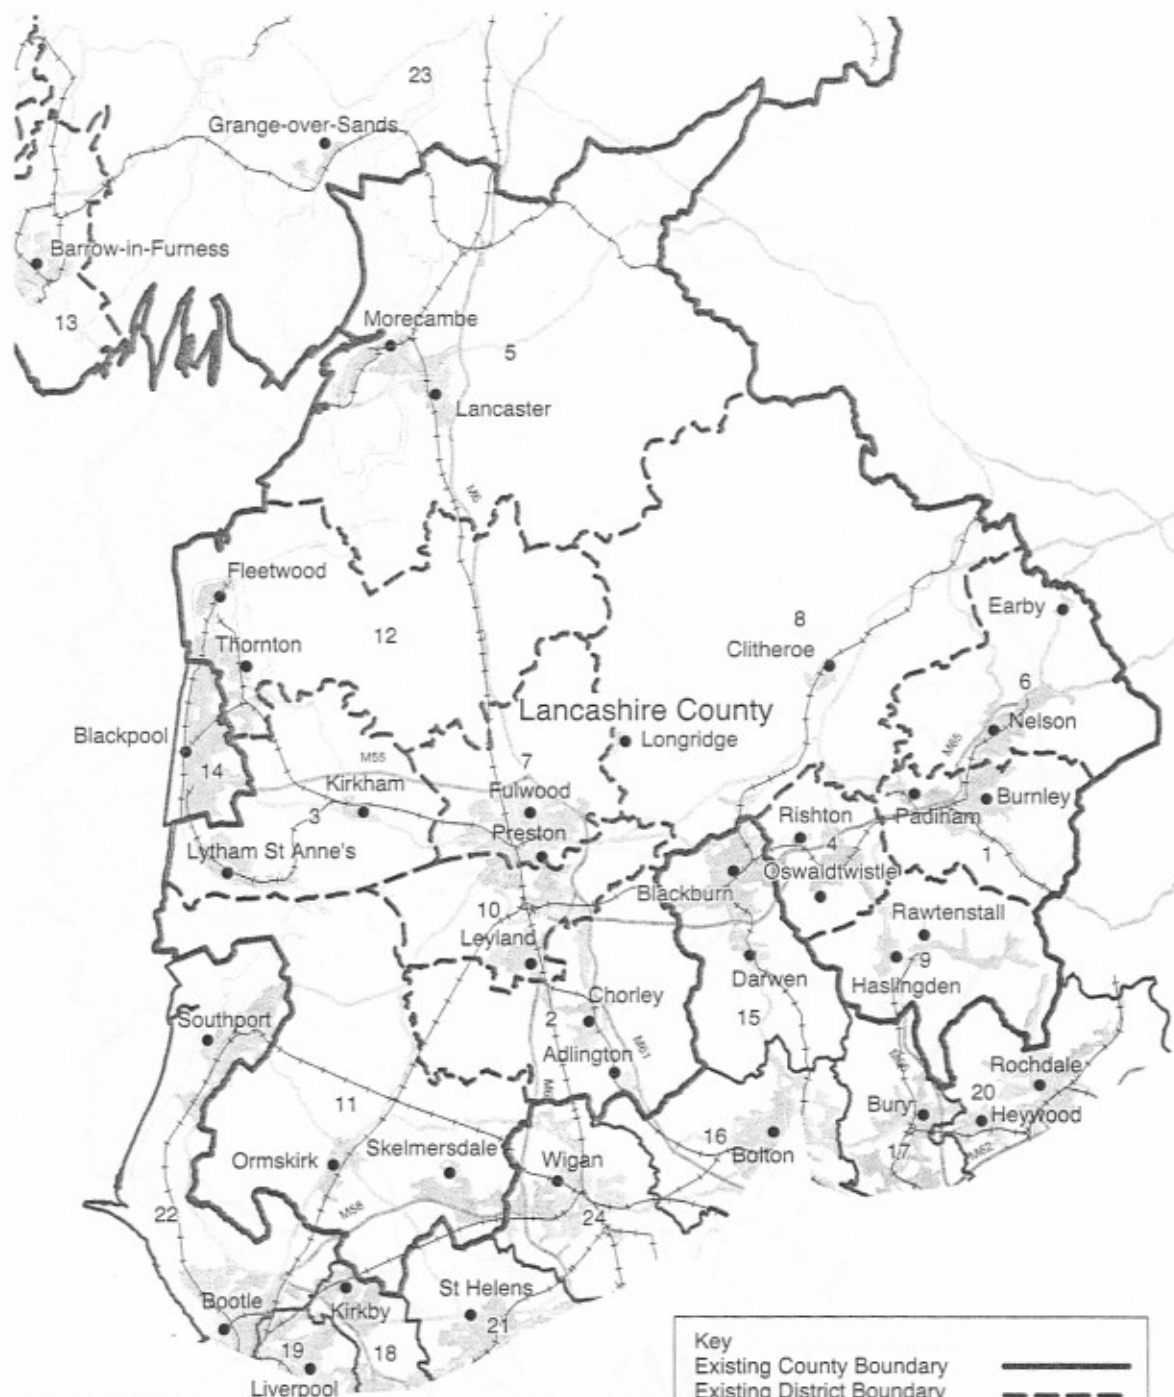 23
Grange-over-Sands
Barrow-in-Furness
13
Morecambe
5
Lancaster
M6
Fleetwood
Earby
12
8
Thornton
Clitheroe
6
Lancashire County
Nelson
Blackpool
Longridge
M65
M55
7
14
Kirkham
Fulwood
Burnley
3
Rishton
Padiham
Preston
4
1
Lytham St Anne's
Oswaldtwistle
Blackburn
10
Rawtenstall
Leyland
9
Darwen
Haslingden
Chorley
Southport
2
15
M61
Adlington
Rochdale
M6
20
11
Bury
Heywood
16
Skelmersdale
Bolton
17
M62
Ormskirk
Wigan
M58
22
24
St Helens
Bootle
Kirkby
21
19
18
Liverpool
Key
Existing County Boundary
Existing District Boundary